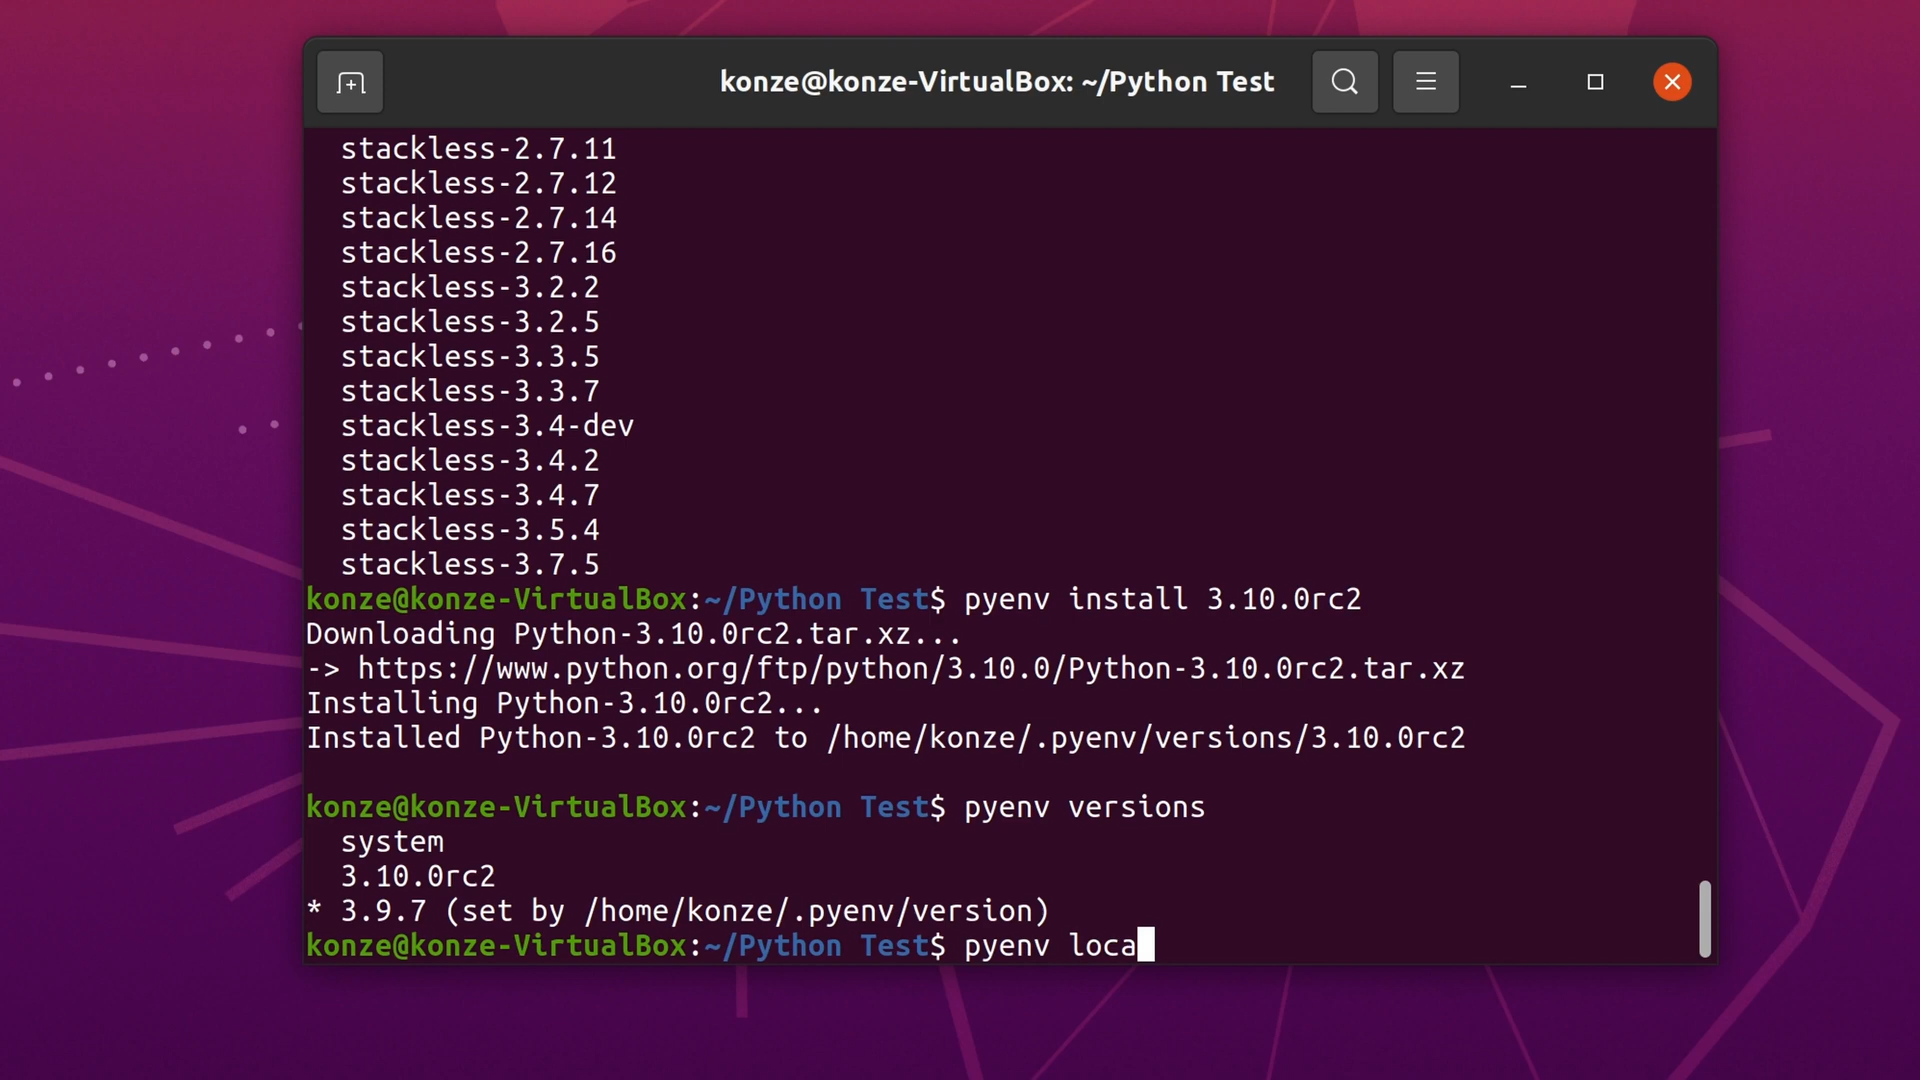 konze@konze-VirtualBox: ~/Python Test
stackless-2.7.11
stackless-2.7.12
stackless-2.7.14
stackless-2.7.16
stackless-3.2.2
stackless-3.2.5
stackless-3.3.5
stackless-3.3.7
stackless-3.4-dev
stackless-3.4.2
stackless-3.4.7
stackless-3.5.4
stackless-3.7.5
konze@konze-VirtualBox:~/Python Test$ pyenv install 3.10.0rc2
Downloading Python-3.10.0rc2.tar.xz...
-> https://www.python.org/ftp/python/3.10.0/Python-3.10.0rc2.tar.xz
Installing Python-3.10.0rc2...
Installed Python-3.10.0rc2 to /home/konze/.pyenv/versions/3.10.0rc2
konze@konze-VirtualBox:~/Python Test$ pyenv versions
system
3.10.0rc2
* 3.9.7 (set by /home/konze/.pyenv/version)
konze@konze-VirtualBox:~/Python Test$ pyenv loca